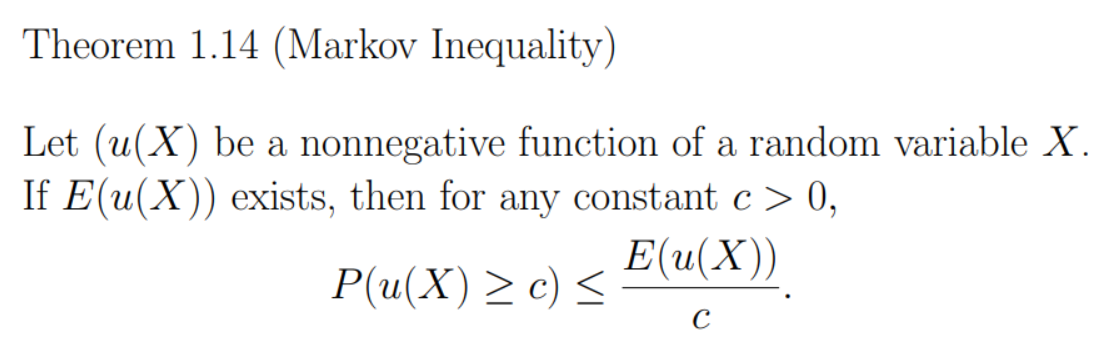 Theorem 1.14 (Markov Inequality)
Let (u(X) be a nonnegative function of a random variable X.
If E(u(X)) exists, then for any constant c > 0,
P(u(X) ≥ c) ≤ E(u(X)) / c.